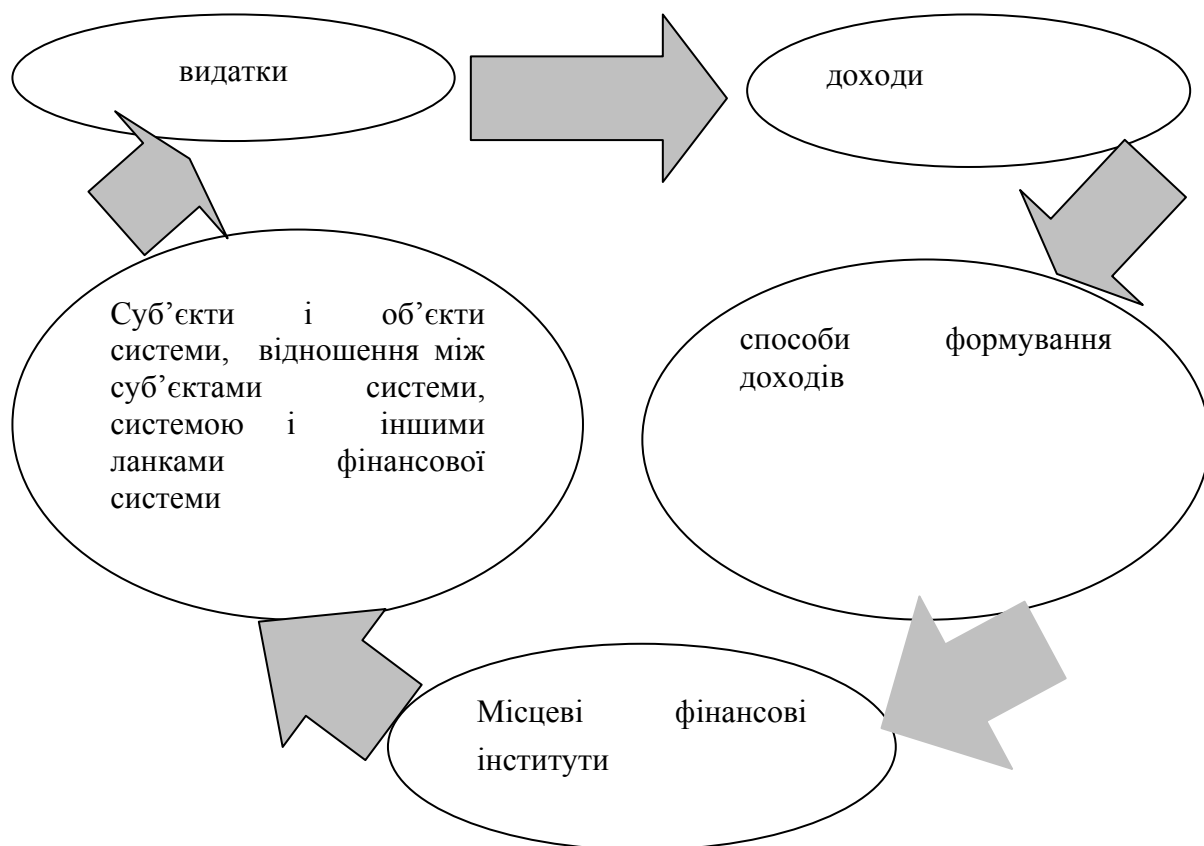 видатки
доходи
Суб’єкти і об’єкти
системи, відношення між
суб’єктами системи,
системою і іншими
ланками фінансової
системи
способи формування
доходів
Місцеві фінансові
інститути